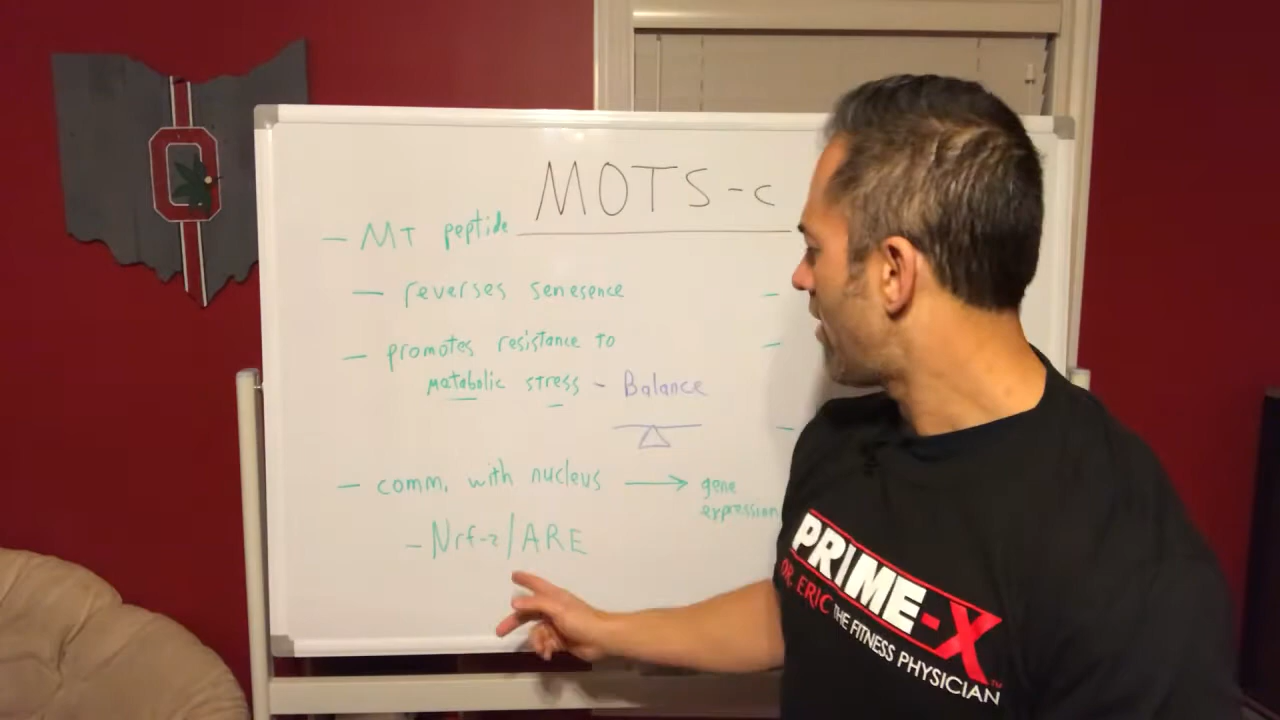 MOTS-c
- MT peptide
- reverses senesence
- promotes resistance to
metabolic stress - Balance
- comm. with nucleus → gene
expression
- Nrf-2/ARE
PRIME-X
DR. ERIC THE FITNESS PHYSICIAN